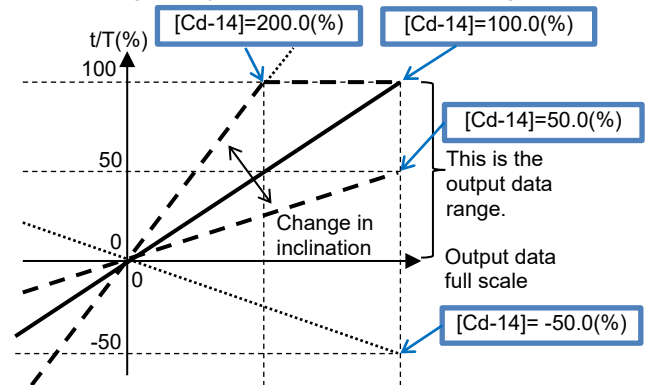 [Cd-14]=200.0(%)
[Cd-14]=100.0(%)
t/T(%)
100
[Cd-14]=50.0(%)
50
This is the
output data
range.
Change in
inclination
0
Output data
full scale
0
[Cd-14]= -50.0(%)
-50